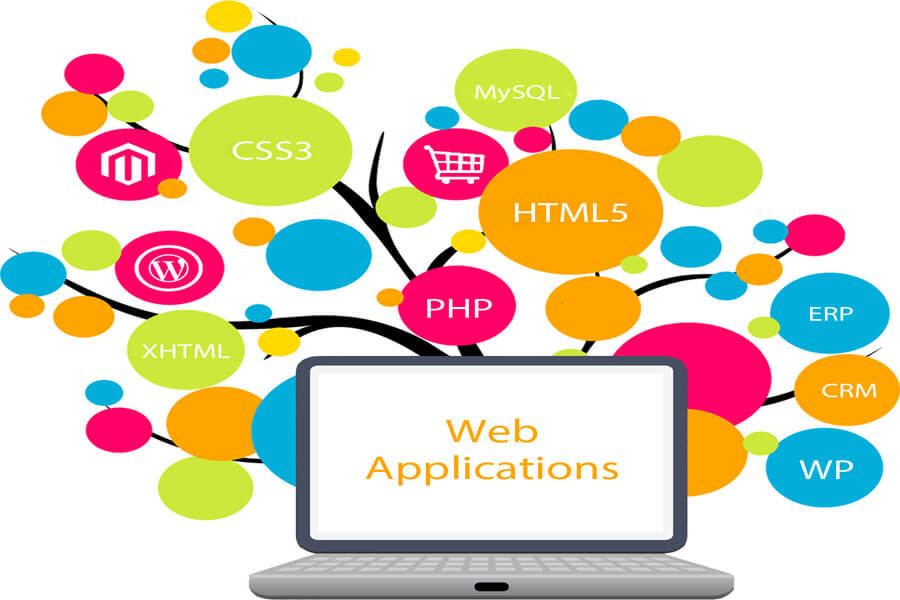 MySQL
CSS3
HTML5
PHP
ERP
XHTML
CRM
Web
Applications
WP